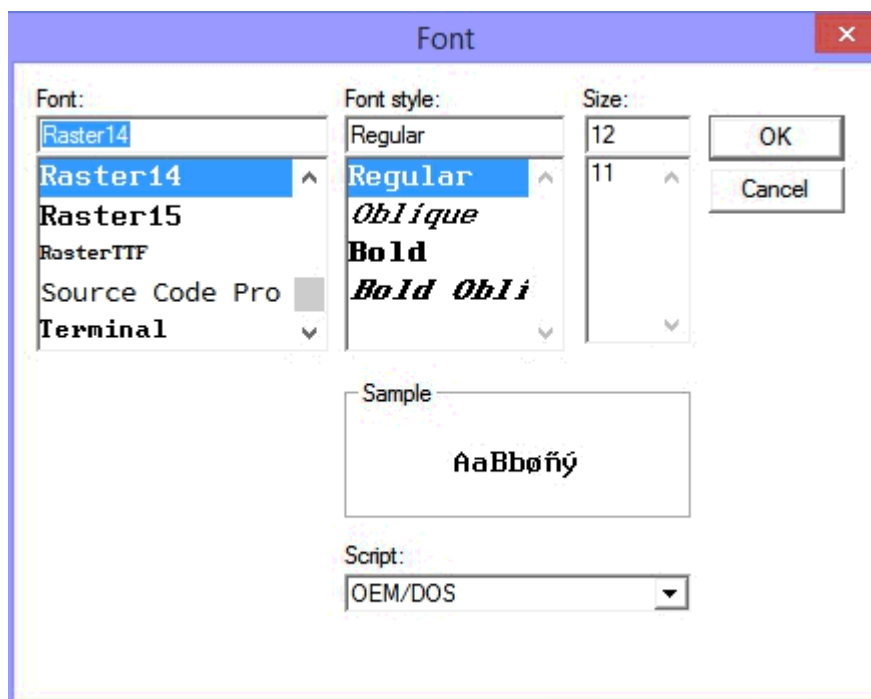 Font
Font:
Font style:
Size:
Raster14
Regular
12
OK
Raster14
Regular
11
Cancel
Raster15
Oblique
RasterTTF
Bold
Source Code Pro
Bold Obli
Terminal
Sample
AaBbøñý
Script:
OEM/DOS